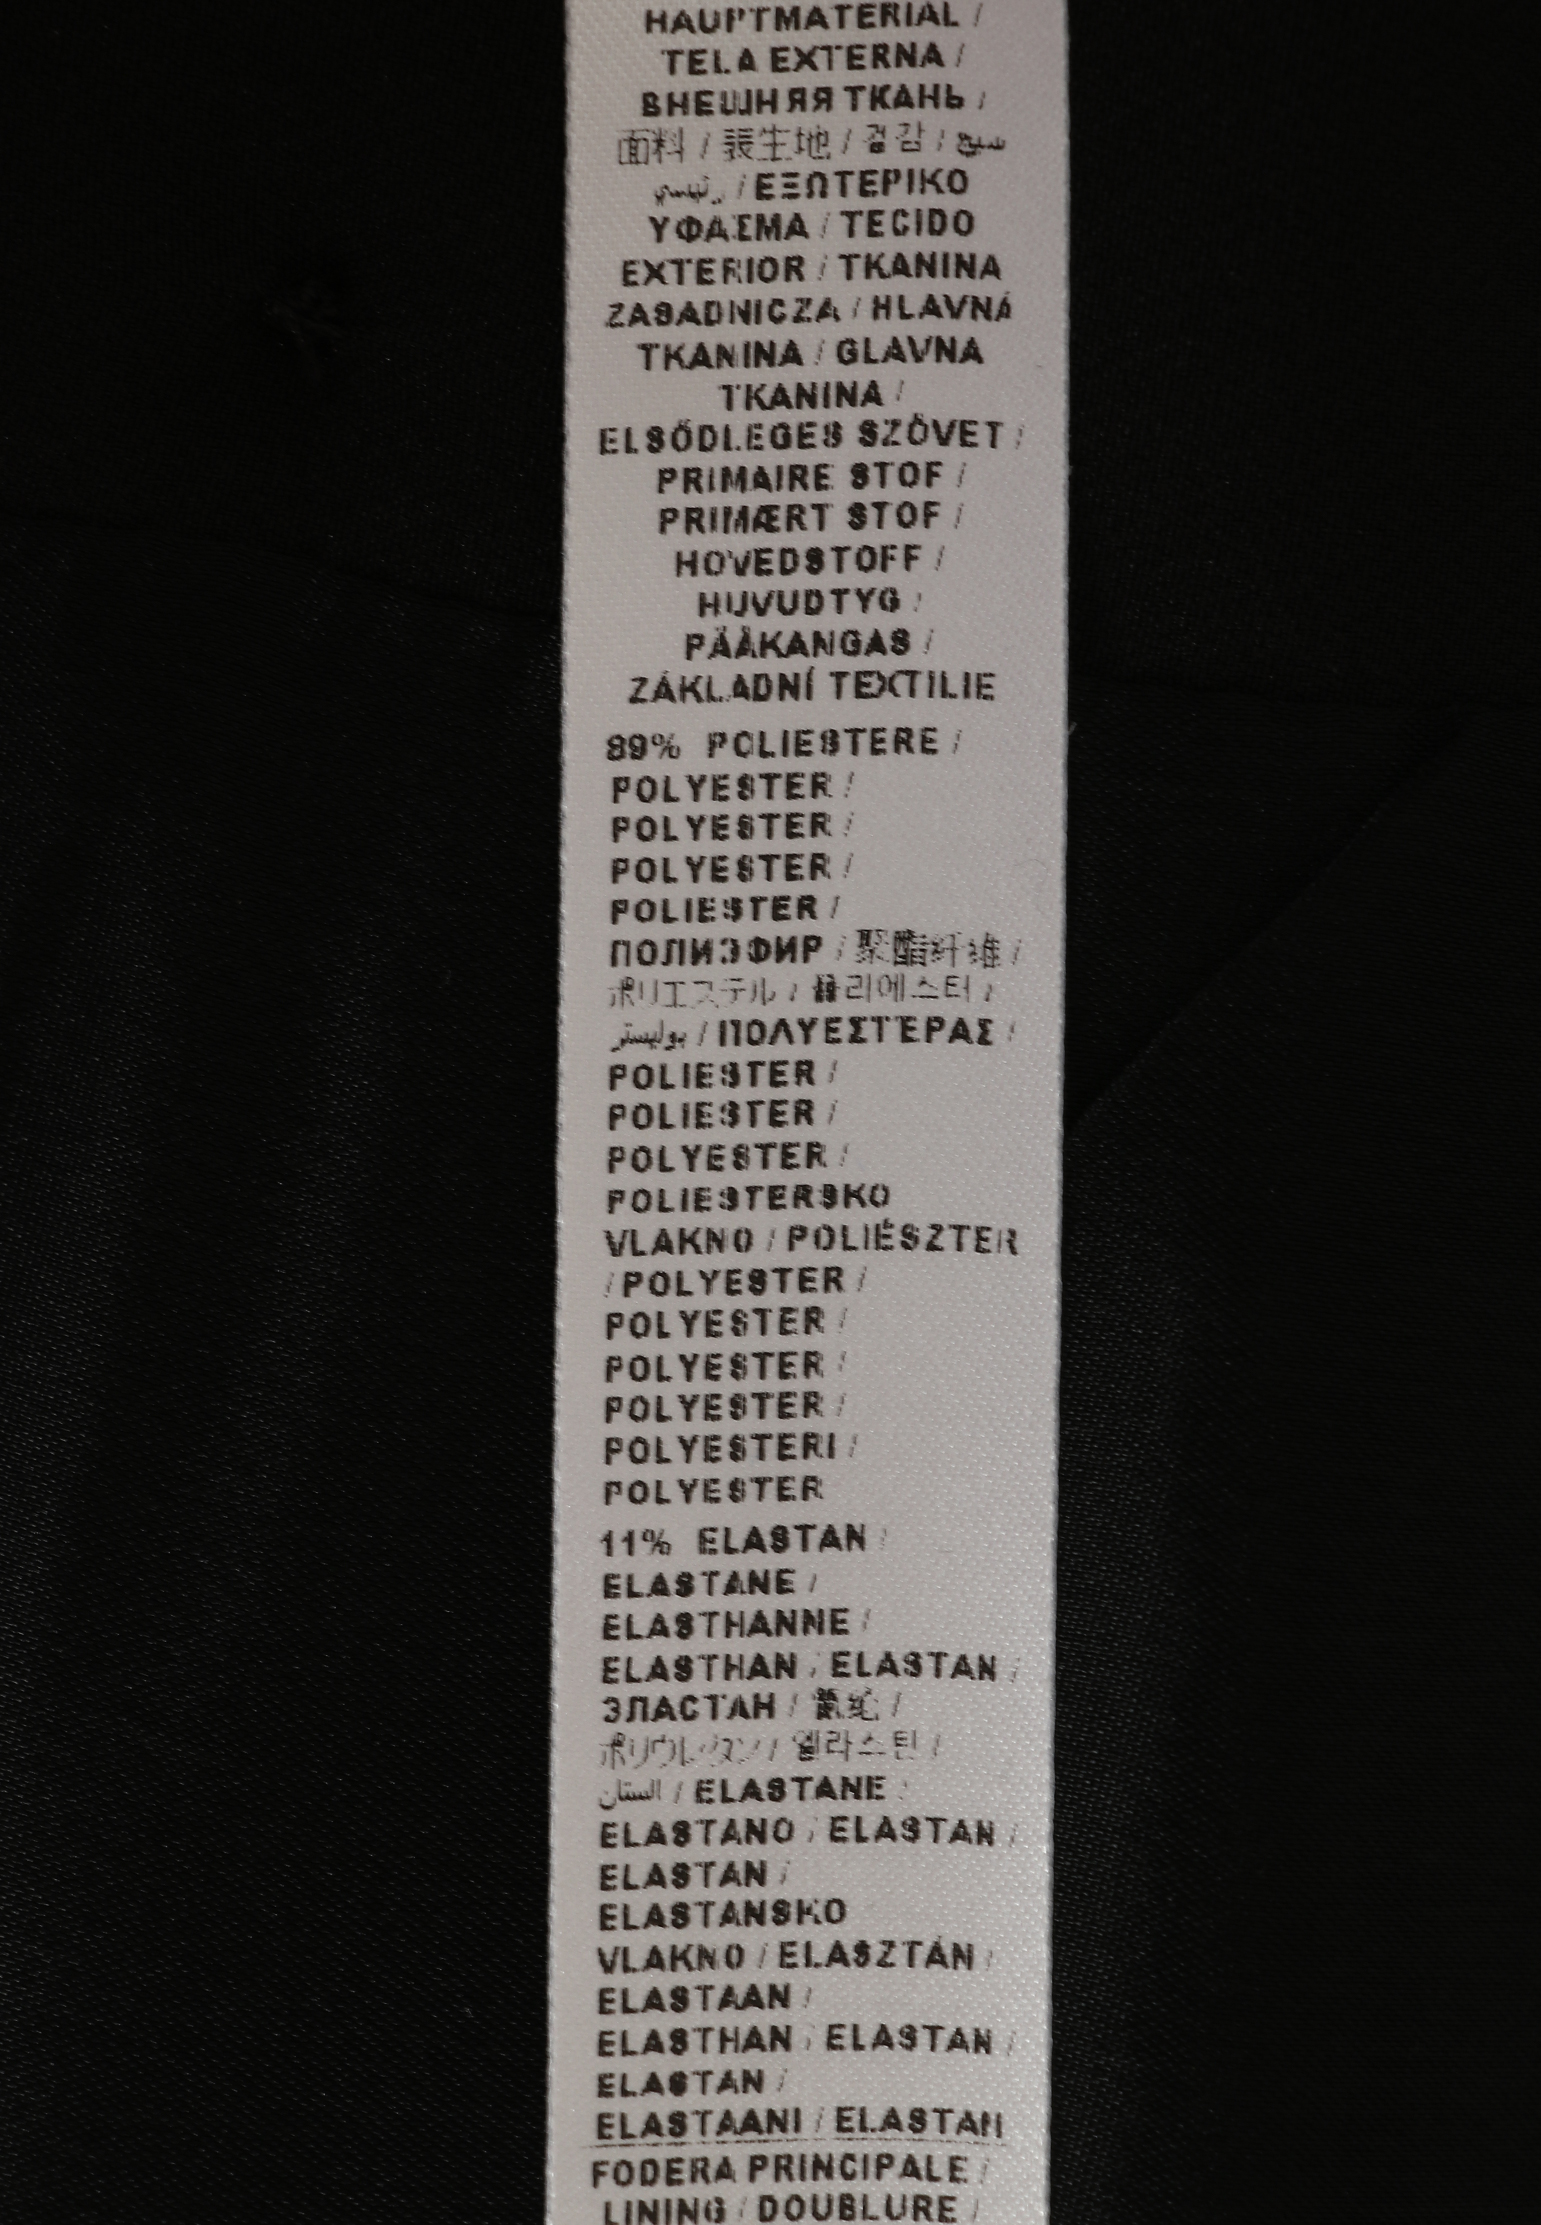 HAUPTMATERIAL /
TELA EXTERNA /
ВНЕШНЯЯ ТКАНЬ /
面料 / 表生地 / 겉감 / نسيج
رئيسي / ΕΞΩΤΕΡΙΚΟ
ΥΦΑΣΜΑ / TECIDO
EXTERIOR / TKANINA
ZASADNICZA / HLAVNÁ
TKANINA / GLAVNA
TKANINA /
ELSŐDLEGES SZÖVET /
PRIMAIRE STOF /
PRIMÆRT STOF /
HOVEDSTOFF /
HUVUDTYG /
PÄÄKANGAS /
ZÁKLADNÍ TEXTILIE
89% POLIESTERE /
POLYESTER /
POLYESTER /
POLYESTER /
POLIESTER /
ПОЛИЭФИР / 聚酯纤维 /
ポリエステル / 폴리에스터 /
بوليستر / ΠΟΛΥΕΣΤΈΡΑΣ /
POLIESTER /
POLIESTER /
POLYESTER /
POLIESTERSKO
VLAKNO / POLIÉSZTER
/ POLYESTER /
POLYESTER /
POLYESTER /
POLYESTER /
POLYESTERI /
POLYESTER
11% ELASTAN /
ELASTANE /
ELASTHANNE /
ELASTHAN / ELASTAN /
ЭЛАСТАН / 氨纶 /
ポリウレタン / 엘라스틴 /
الستان / ELASTANE /
ELASTANO / ELASTAN /
ELASTAN /
ELASTANSKO
VLAKNO / ELASZTÁN /
ELASTAAN /
ELASTHAN / ELASTAN /
ELASTAN /
ELASTAANI / ELASTAN
FODERA PRINCIPALE /
LINING / DOUBLURE /